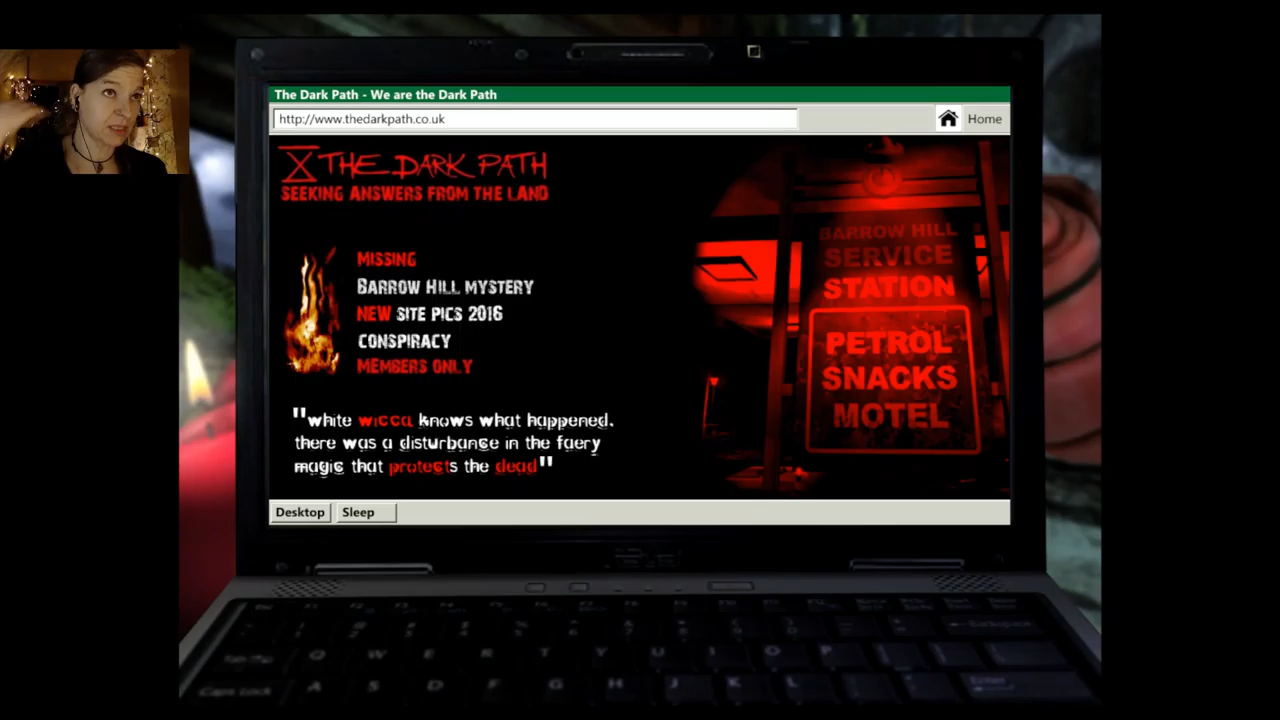 The Dark Path - We are the Dark Path
http://www.thedarkpath.co.uk
Home
THE DARK PATH
SEEKING ANSWERS FROM THE LAND
MISSING
BARROW HILL MYSTERY
NEW SITE PICS 2016
CONSPIRACY
MEMBERS ONLY
"white wicca knows what happened.
there was a disturbance in the faery
magic that protects the dead"
BARROW HILL
SERVICE
STATION
PETROL
SNACKS
MOTEL
Desktop
Sleep
Q W E R T Y U I O P
Caps Lock A S D F G H J K L Enter